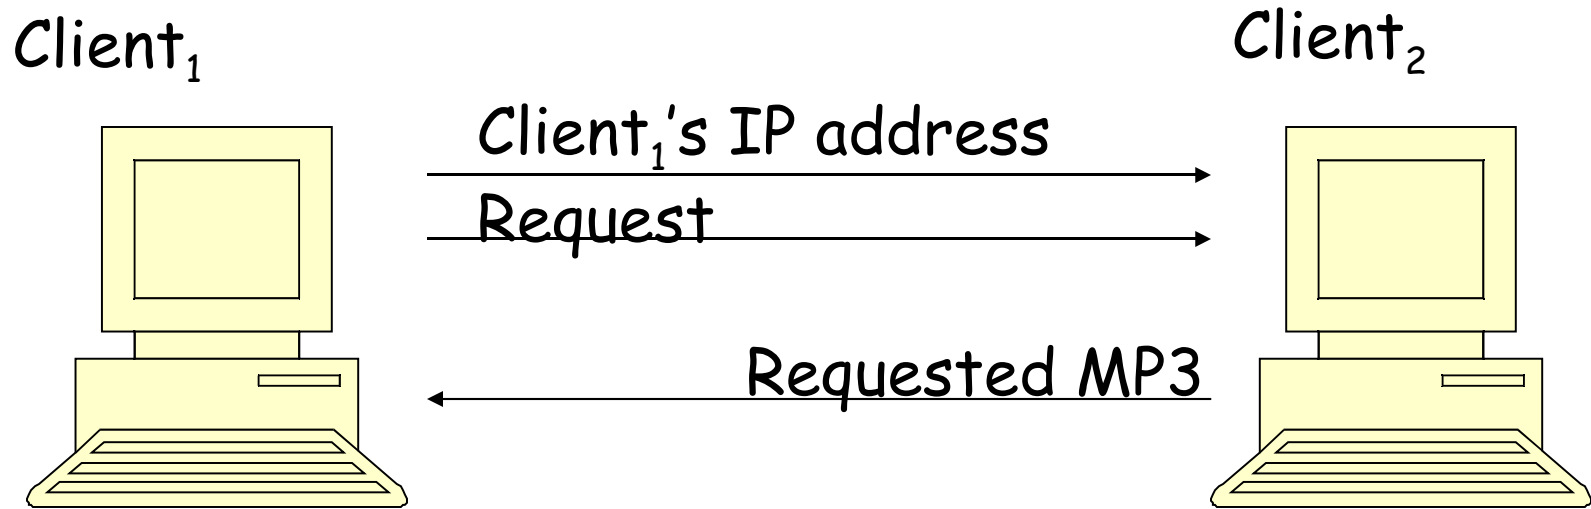 Client₁
Client₂
Client₁'s IP address
Request
Requested MP3